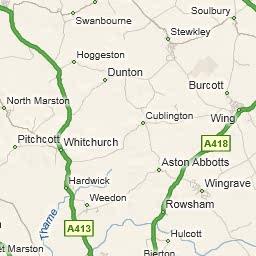 Soulbury
Swanbourne
Stewkley
Hoggeston
Dunton
Burcott
North Marston
Cublington
Wing
Pitchcott
Whitchurch
A418
Aston Abbotts
Hardwick
Wingrave
Weedon
Rowsham
Thame
A413
Hulcott
et Marston
Bierton